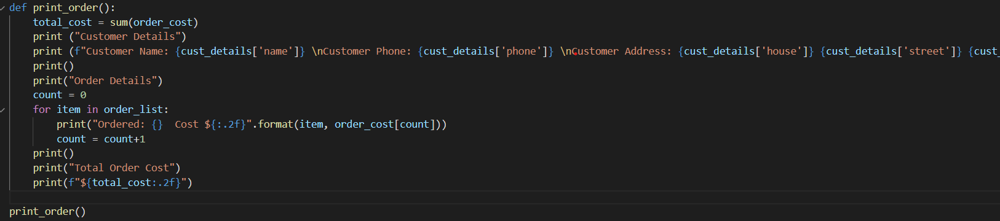 def print_order():
    total_cost = sum(order_cost)
    print ("Customer Details")
    print (f"Customer Name: {cust_details['name']} \nCustomer Phone: {cust_details['phone']} \nCustomer Address: {cust_details['house']} {cust_details['street']} {cust_
    print()
    print("Order Details")
    count = 0
    for item in order_list:
        print("Ordered: {}  Cost ${:.2f}".format(item, order_cost[count]))
        count = count+1
    print()
    print("Total Order Cost")
    print(f"${total_cost:.2f}")
print_order()